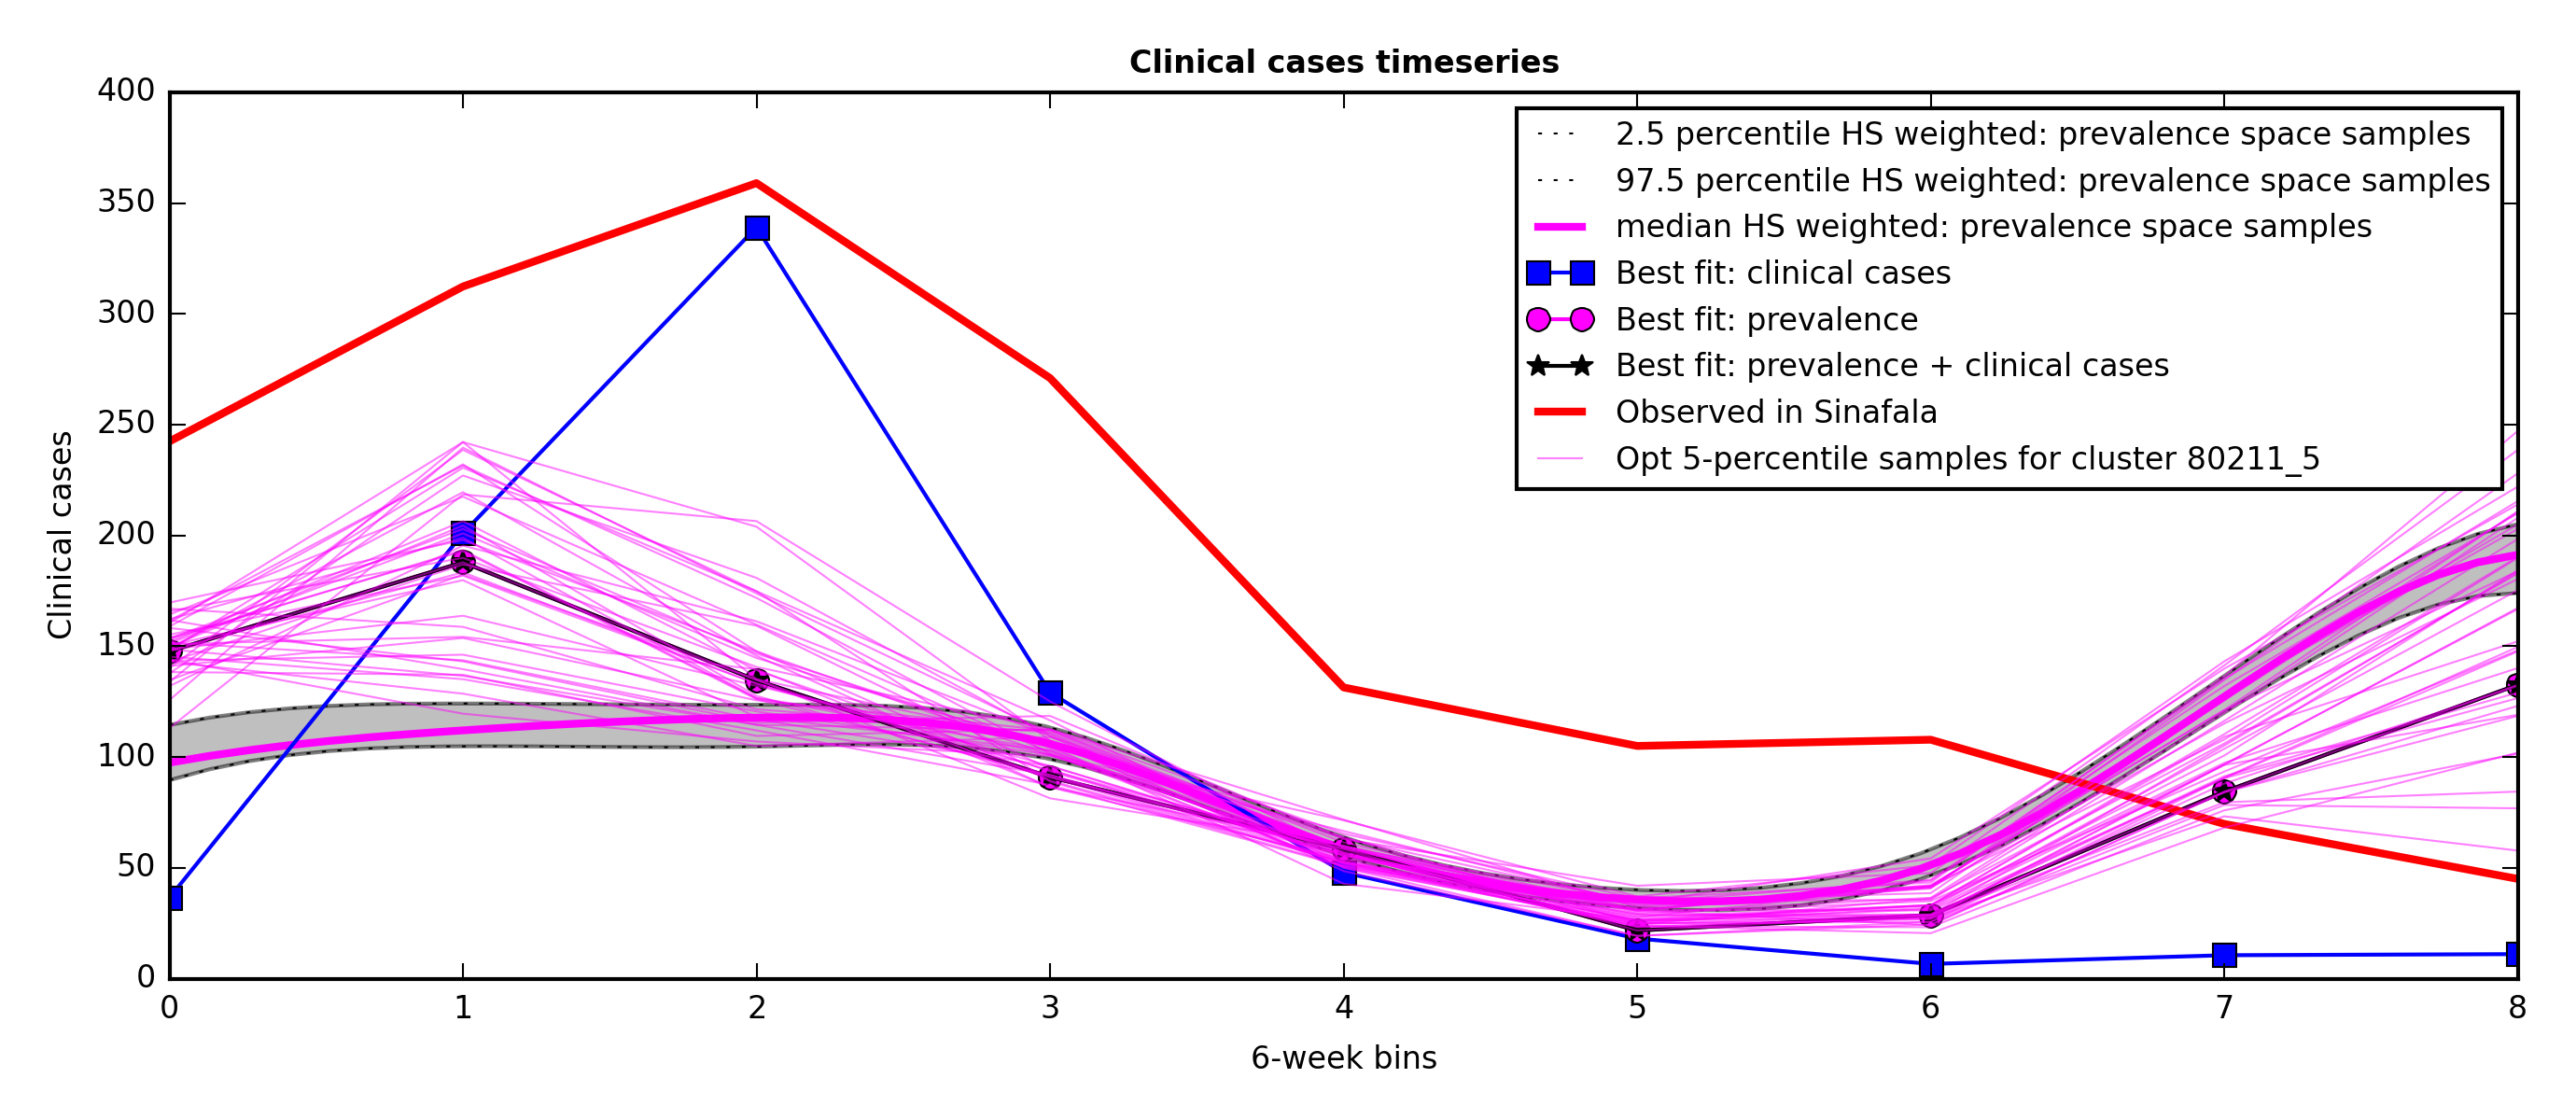 Clinical cases timeseries
400
350
300
250
200
150
100
50
0
Clinical cases
2.5 percentile HS weighted: prevalence space samples
97.5 percentile HS weighted: prevalence space samples
median HS weighted: prevalence space samples
Best fit: clinical cases
Best fit: prevalence
Best fit: prevalence + clinical cases
Observed in Sinafala
Opt 5-percentile samples for cluster 80211_5
0 1 2 3 4 5 6 7 8
6-week bins